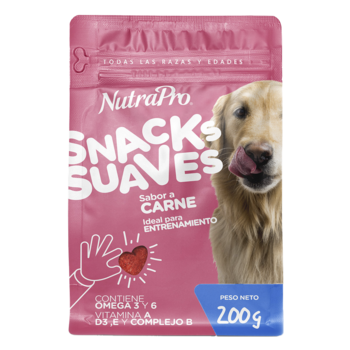 TODAS LAS RAZAS Y EDADES
NutraPro
SNACKS
SUAVES
Sabor a
CARNE
Ideal para
ENTRENAMIENTO
CONTIENE
OMEGA 3 Y 6
VITAMINA A
D3 ,E Y COMPLEJO B
PESO NETO
200g